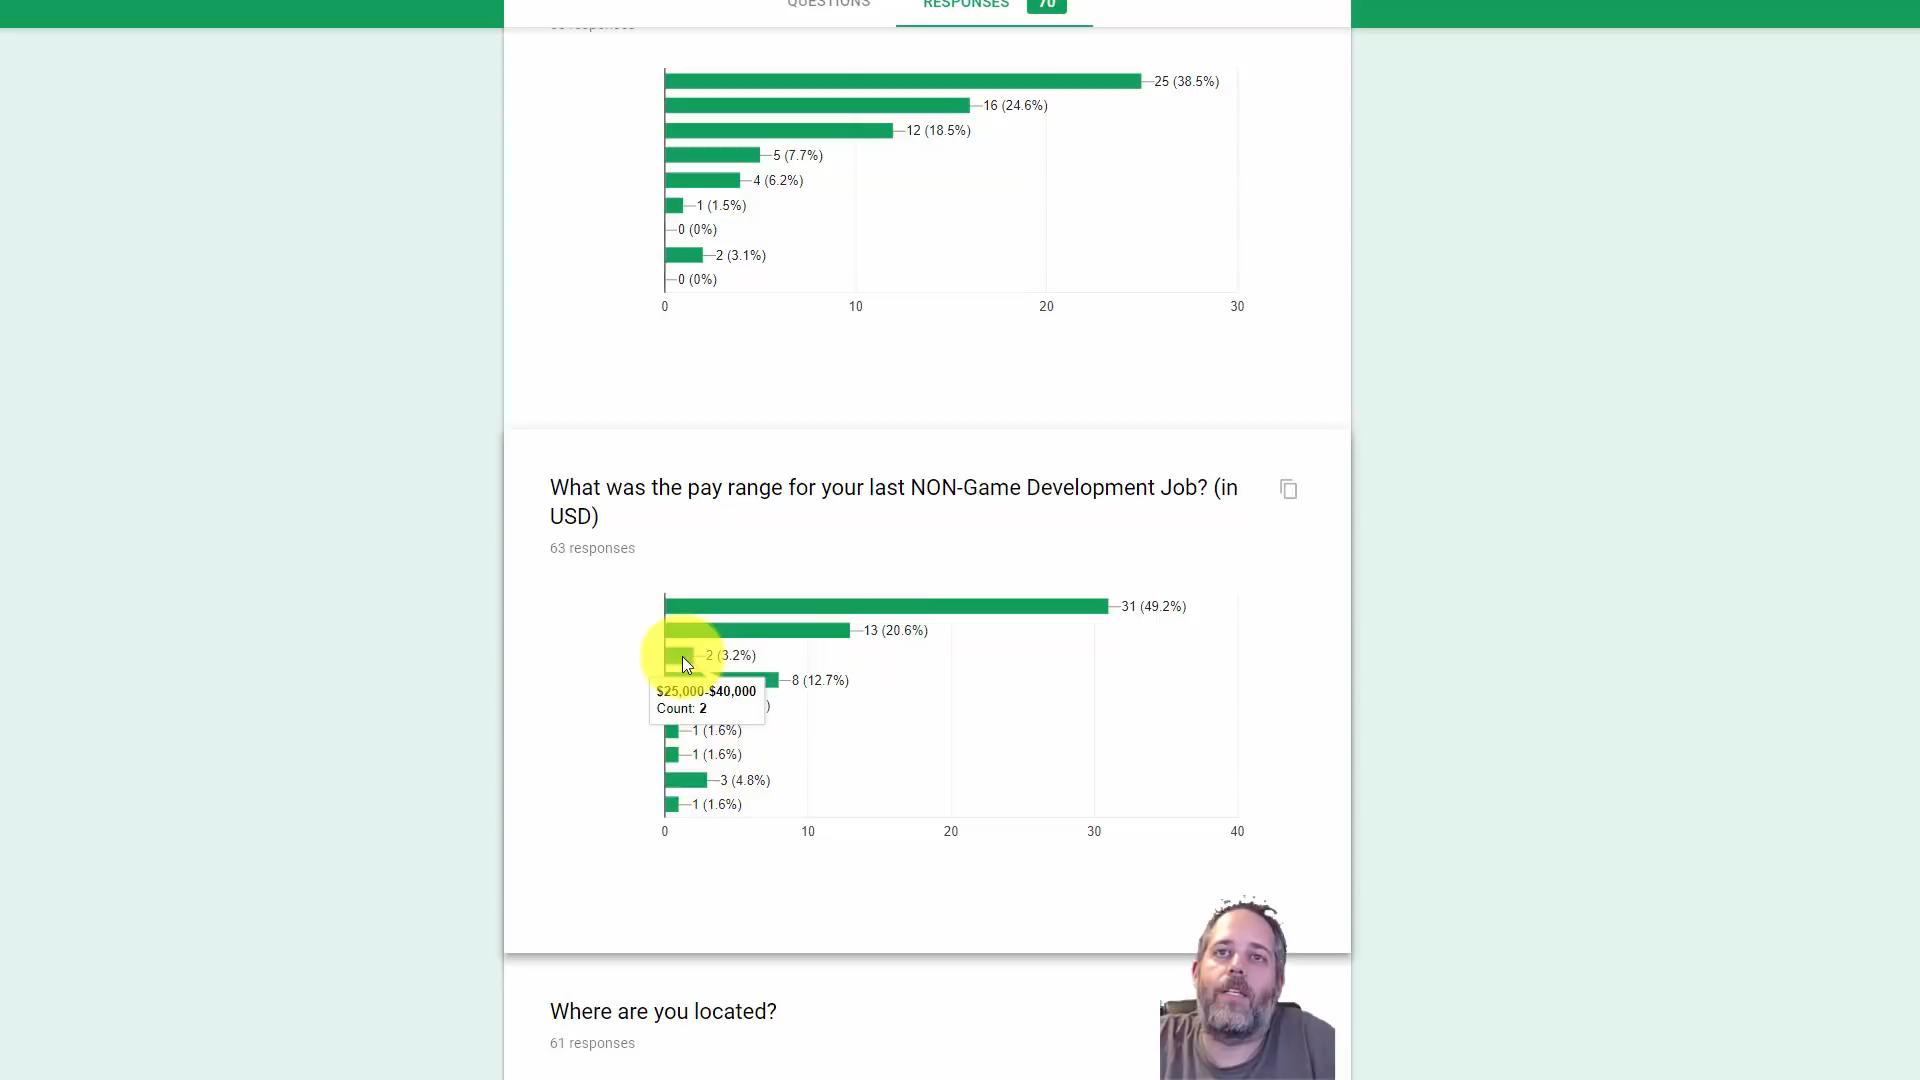 QUESTIONS
RESPONSES
70
responses
25 (38.5%)
16 (24.6%)
12 (18.5%)
5 (7.7%)
4 (6.2%)
1 (1.5%)
0 (0%)
2 (3.1%)
0 (0%)
0 10 20 30
What was the pay range for your last NON-Game Development Job? (in
USD)
63 responses
31 (49.2%)
13 (20.6%)
2 (3.2%)
8 (12.7%)
$25,000-$40,000
Count: 2
)
1 (1.6%)
1 (1.6%)
3 (4.8%)
1 (1.6%)
0 10 20 30 40
Where are you located?
61 responses